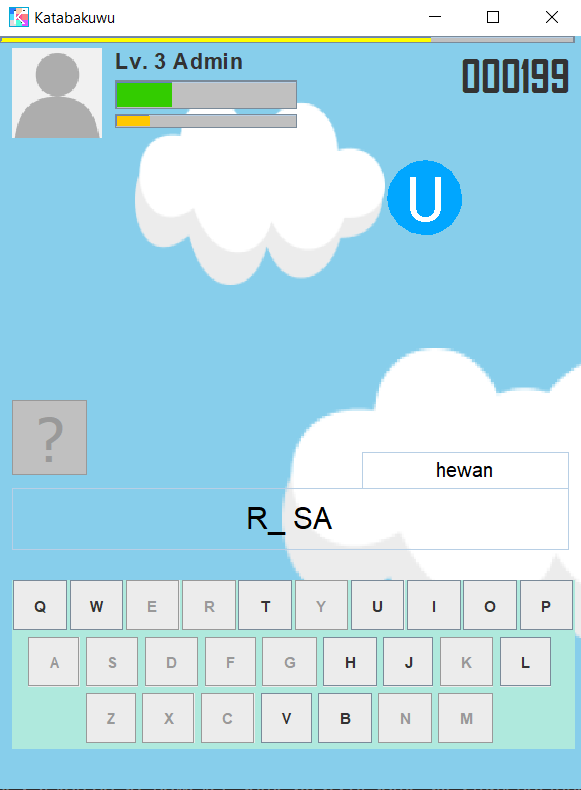 Katabakuwu
Lv. 3 Admin
000199
U
?
hewan
R_ SA
Q W E R T Y U I O P
A S D F G H J K L
Z X C V B N M